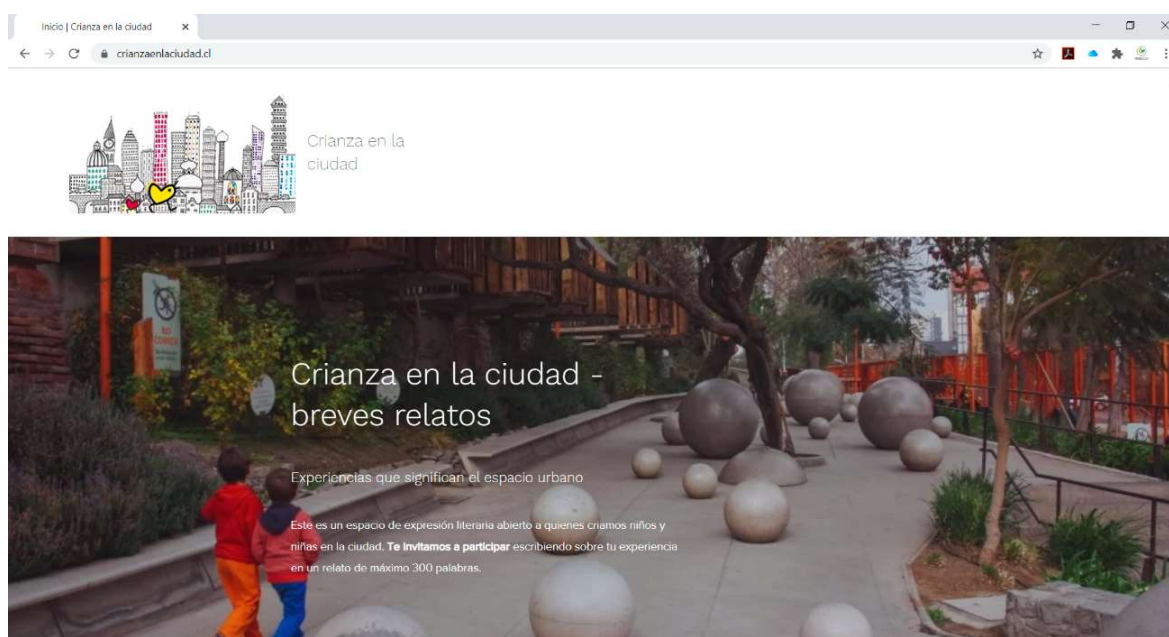 Inicio | Crianza en la ciudad
crianzaenlaciudad.cl
Crianza en la
ciudad
NO
CORRER
Crianza en la ciudad -
breves relatos
Experiencias que significan el espacio urbano
Este es un espacio de expresión literaria abierto a quienes criamos niños y
niñas en la ciudad. Te invitamos a participar escribiendo sobre tu experiencia
en un relato de máximo 300 palabras.